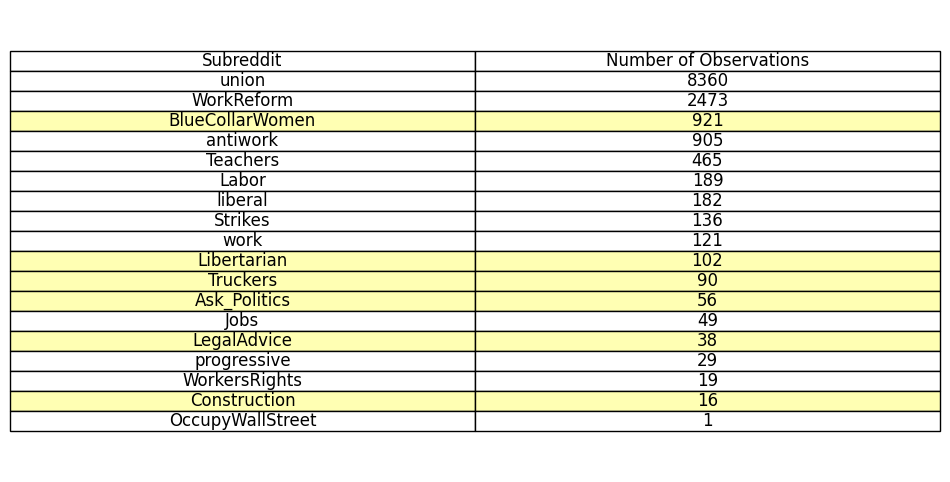 Subreddit Number of Observations
union 8360
WorkReform 2473
BlueCollarWomen 921
antiwork 905
Teachers 465
Labor 189
liberal 182
Strikes 136
work 121
Libertarian 102
Truckers 90
Ask_Politics 56
Jobs 49
LegalAdvice 38
progressive 29
WorkersRights 19
Construction 16
OccupyWallStreet 1